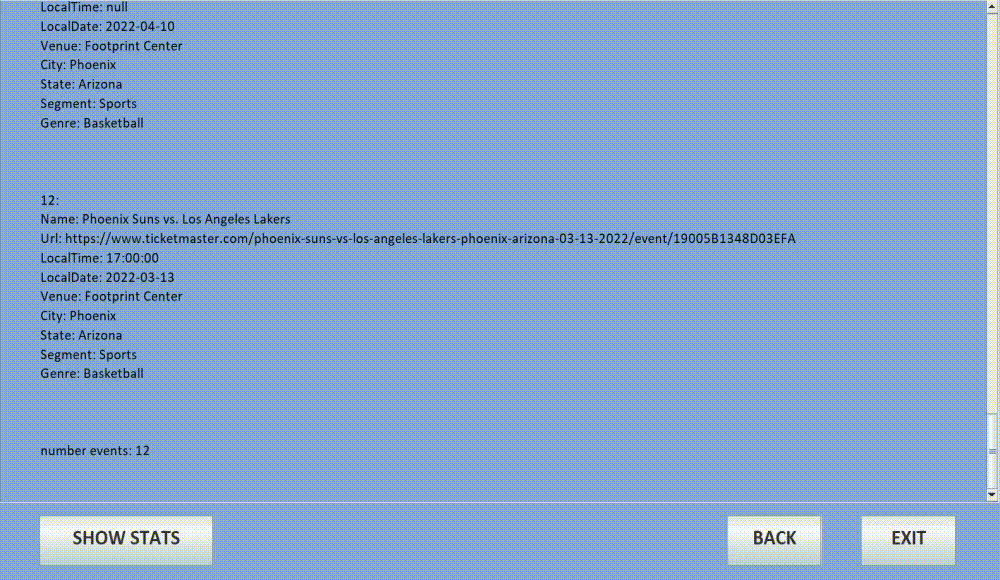 LocalTime: null
LocalDate: 2022-04-10
Venue: Footprint Center
City: Phoenix
State: Arizona
Segment: Sports
Genre: Basketball
12:
Name: Phoenix Suns vs. Los Angeles Lakers
Url: https://www.ticketmaster.com/phoenix-suns-vs-los-angeles-lakers-phoenix-arizona-03-13-2022/event/19005B1348D03EFA
LocalTime: 17:00:00
LocalDate: 2022-03-13
Venue: Footprint Center
City: Phoenix
State: Arizona
Segment: Sports
Genre: Basketball
number events: 12
SHOW STATS BACK EXIT